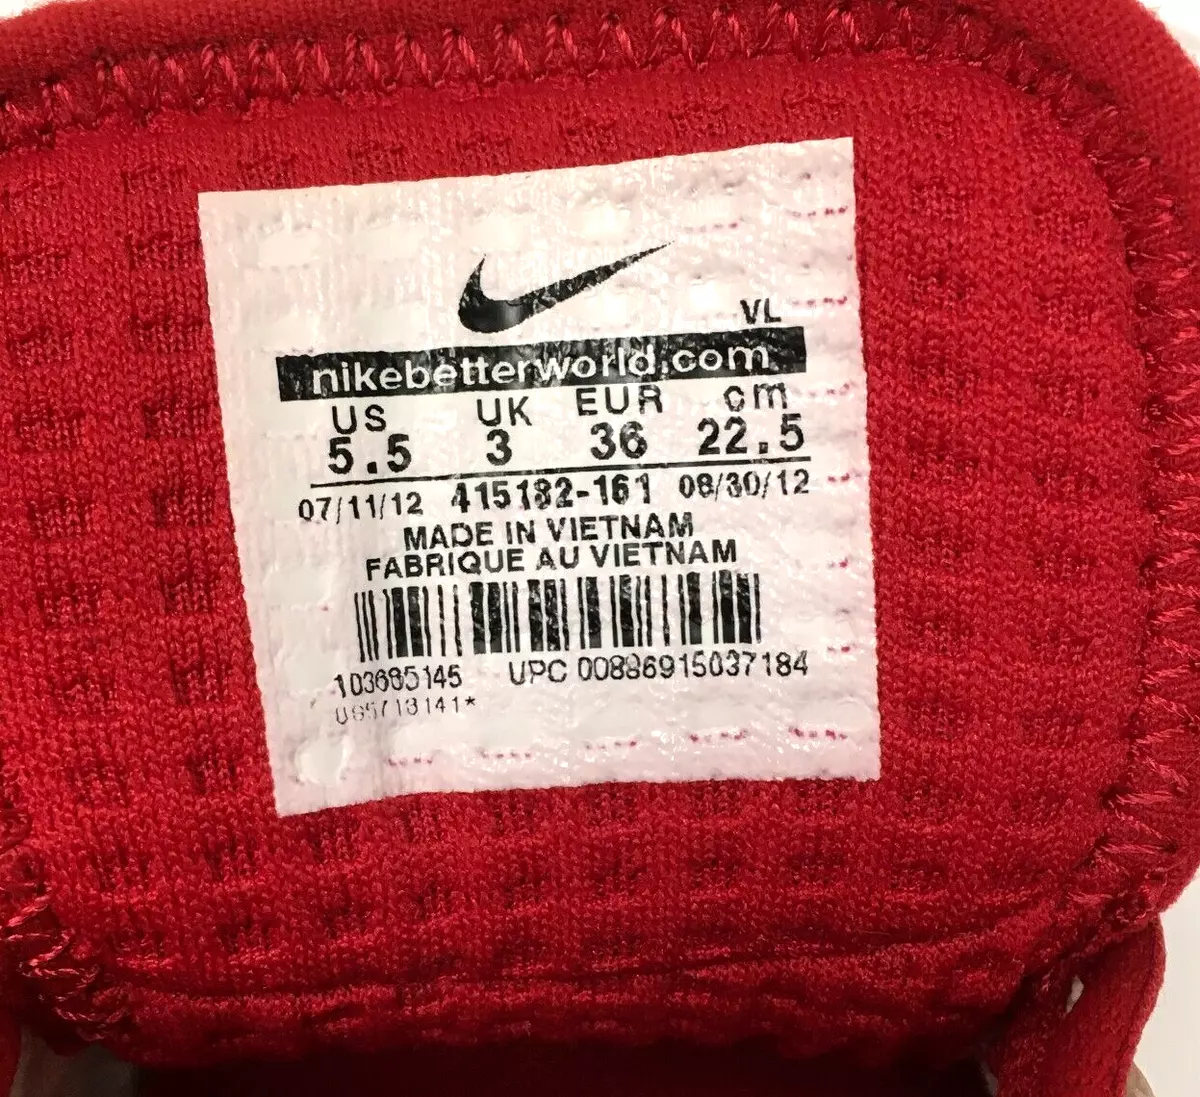 VL
nikebetterworld.com
US UK EUR cm
5.5 3 36 22.5
07/11/12 415182-161 08/30/12
MADE IN VIETNAM
FABRIQUE AU VIETNAM
103685145 UPC 00886915037184